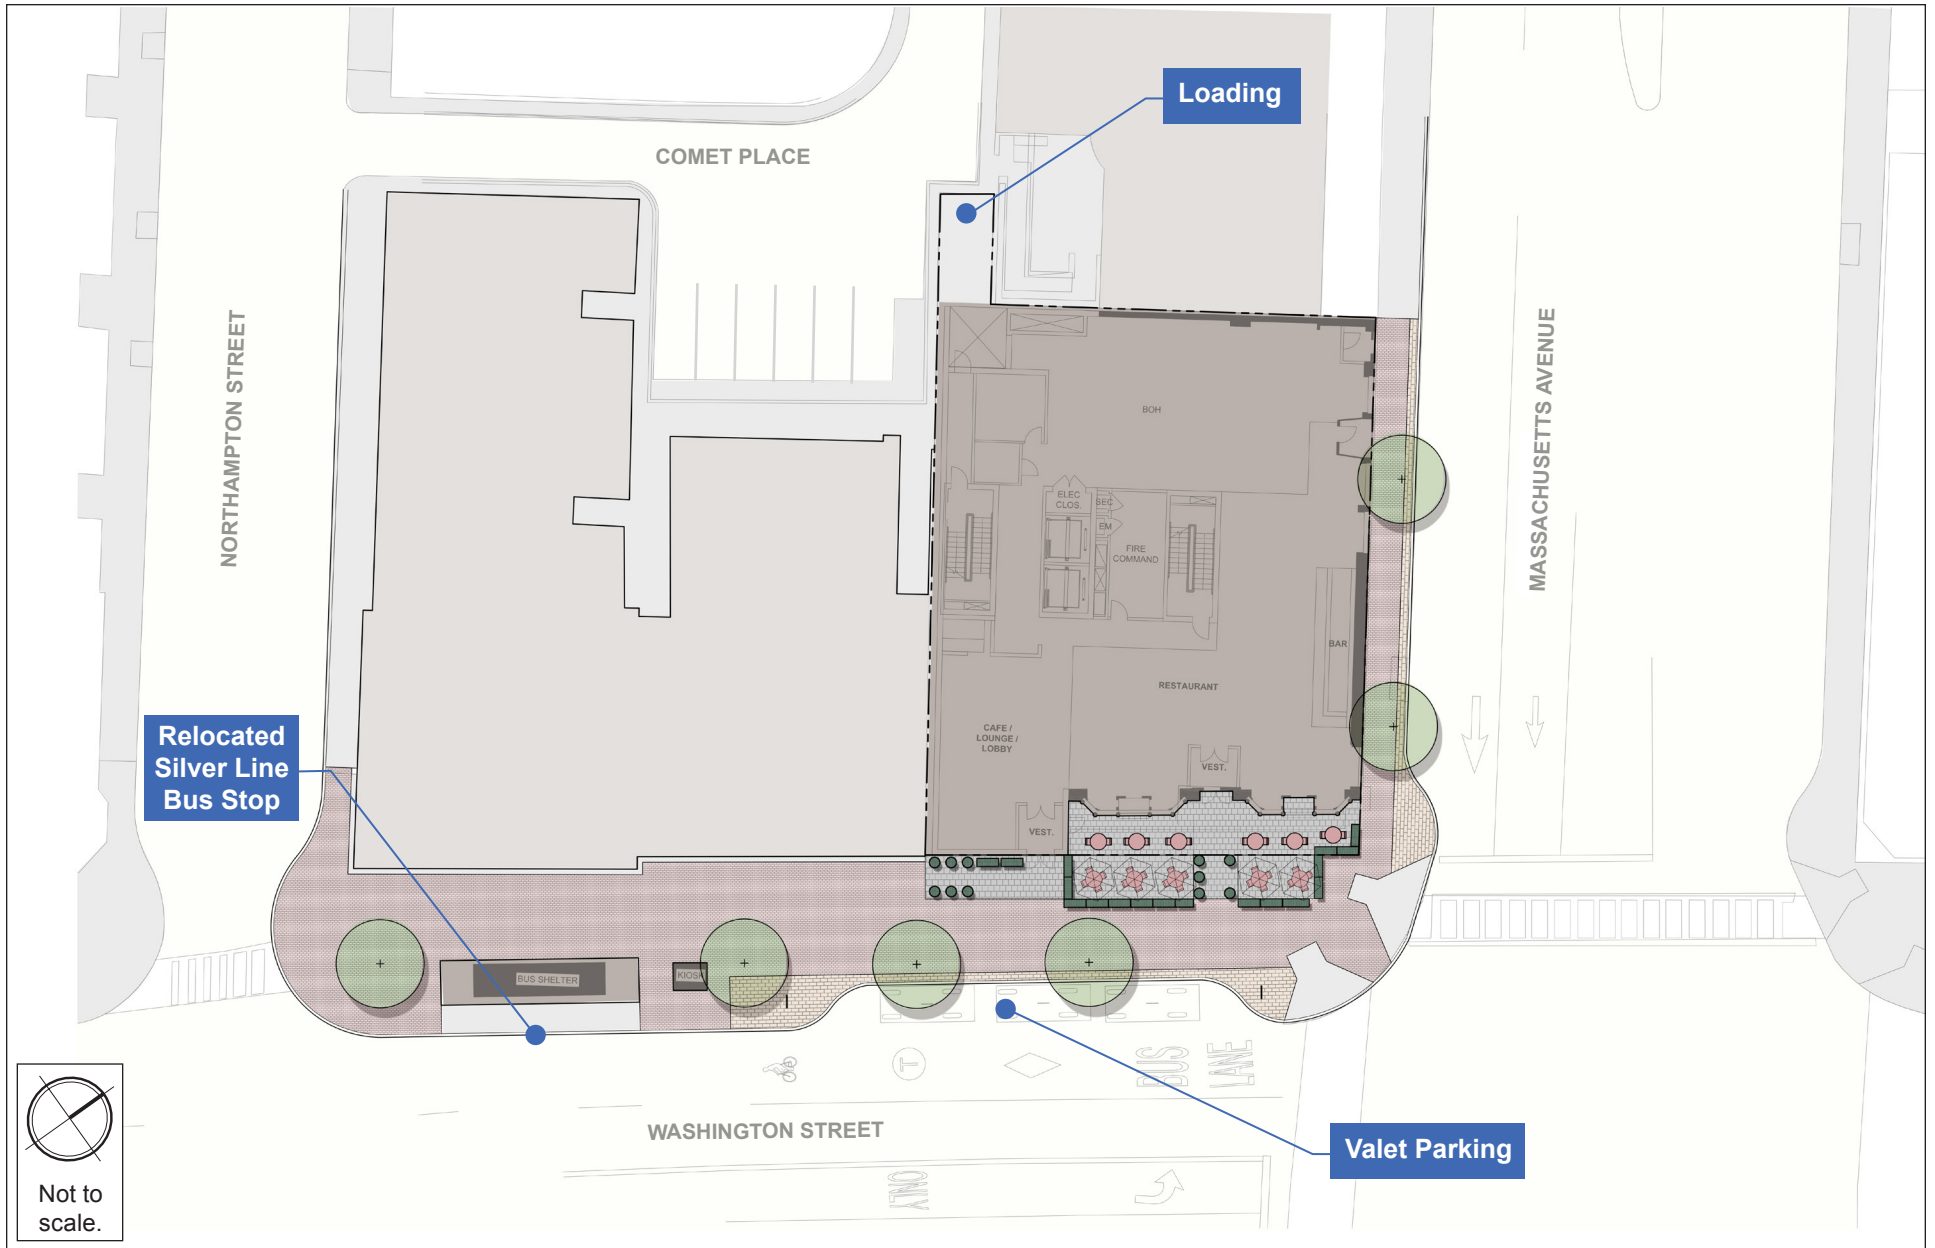 Loading
COMET PLACE
NORTHAMPTON STREET
MASSACHUSETTS AVENUE
BOH
ELEC
CLOS.
SEC
EM
FIRE
COMMAND
BAR
RESTAURANT
CAFE /
LOUNGE /
LOBBY
VEST.
VEST.
Relocated
Silver Line
Bus Stop
BUS SHELTER
KIOSK
T
BUS
LANE
WASHINGTON STREET
Valet Parking
ONLY
Not to
scale.